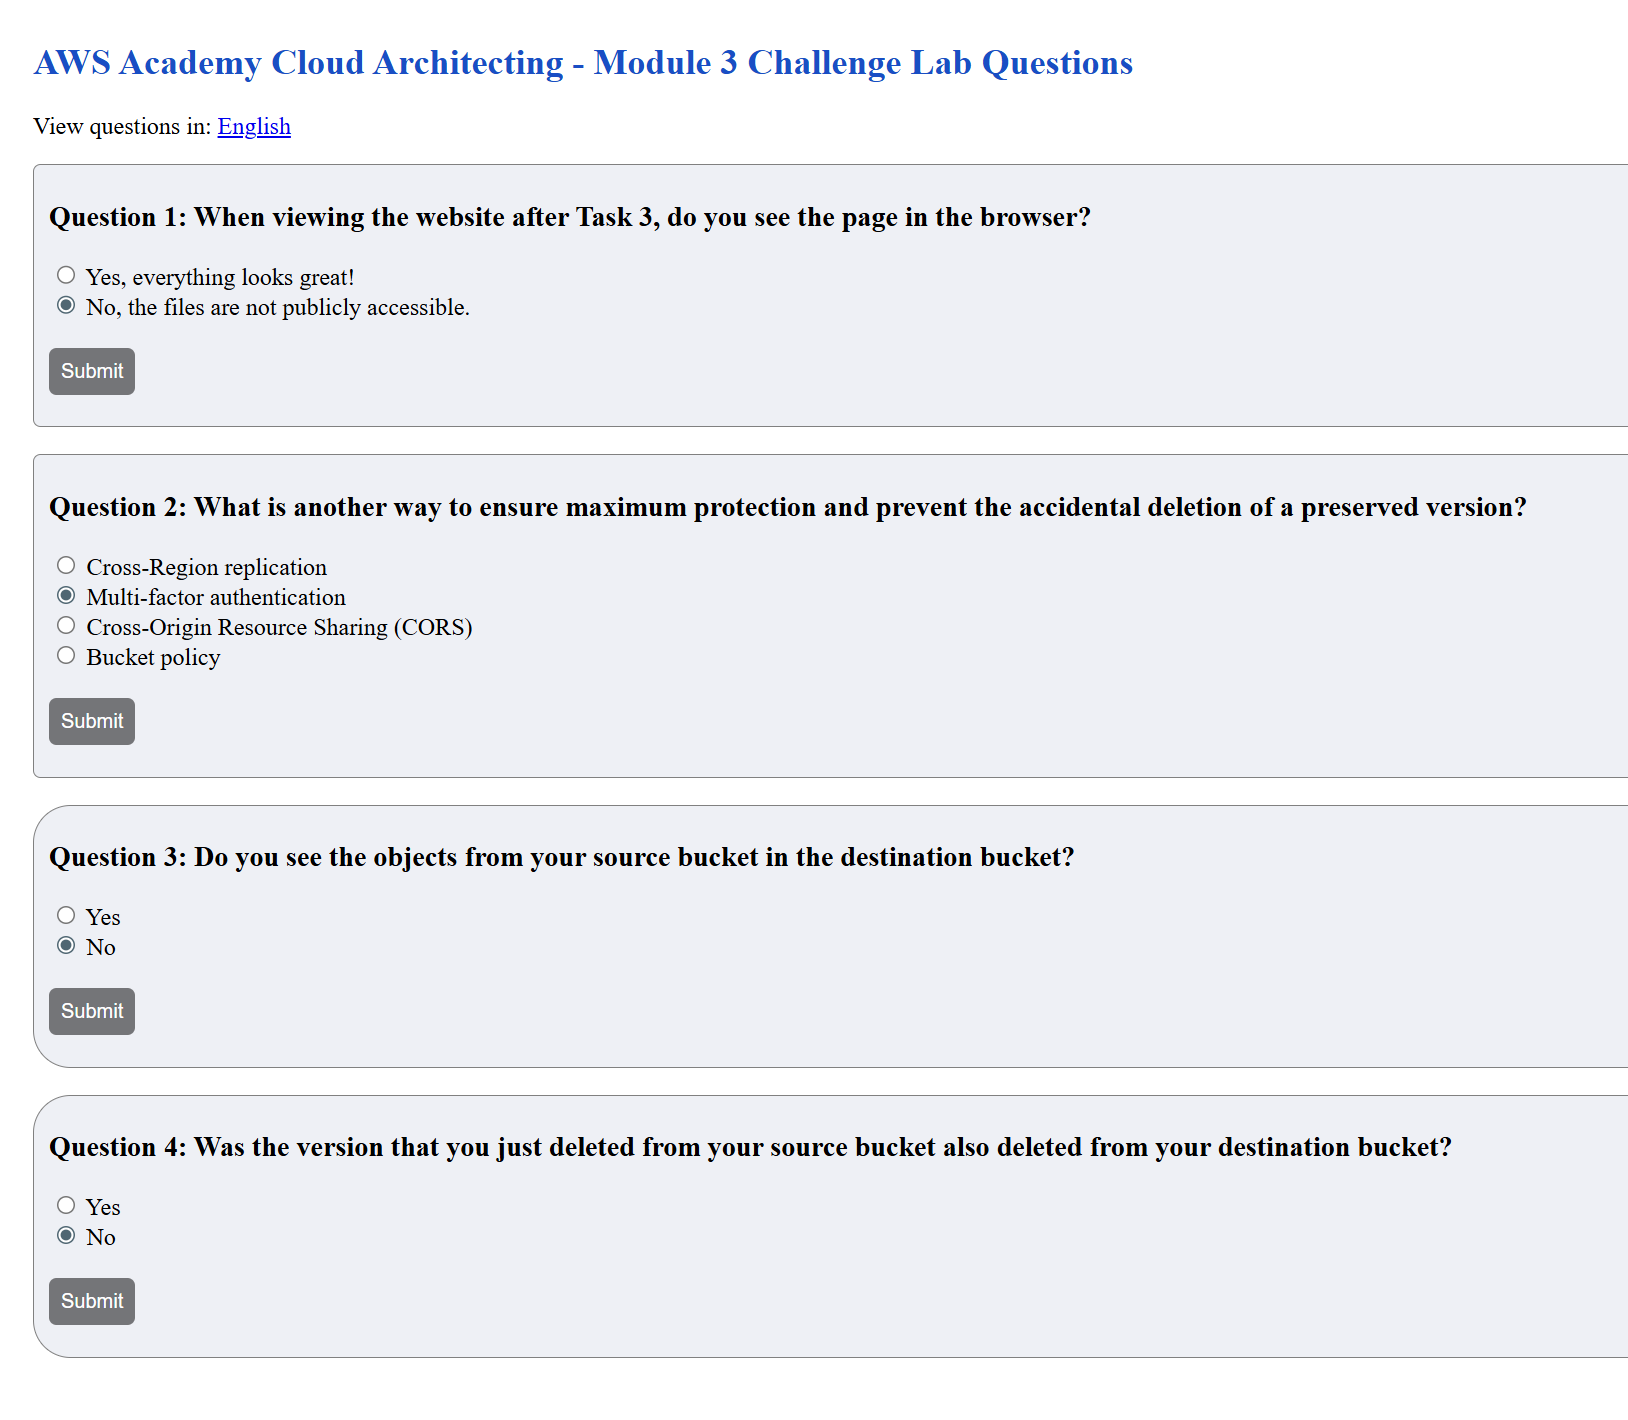 AWS Academy Cloud Architecting - Module 3 Challenge Lab Questions
View questions in: English
Question 1: When viewing the website after Task 3, do you see the page in the browser?
Yes, everything looks great!
No, the files are not publicly accessible.
Submit
Question 2: What is another way to ensure maximum protection and prevent the accidental deletion of a preserved version?
Cross-Region replication
Multi-factor authentication
Cross-Origin Resource Sharing (CORS)
Bucket policy
Submit
Question 3: Do you see the objects from your source bucket in the destination bucket?
Yes
No
Submit
Question 4: Was the version that you just deleted from your source bucket also deleted from your destination bucket?
Yes
No
Submit